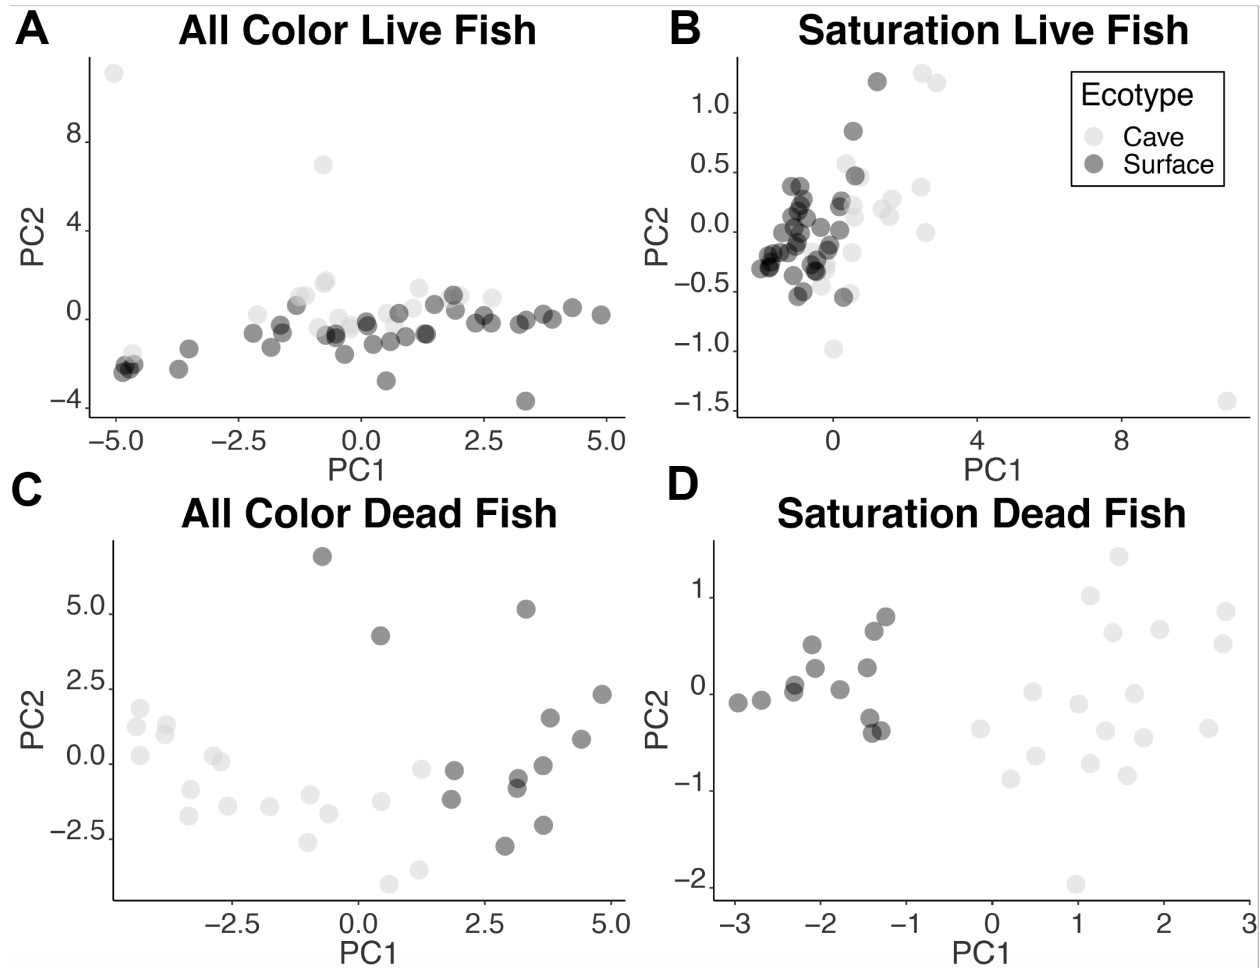 A
All Color Live Fish
8
4
0
−4
PC2
−5.0 −2.5 0.0 2.5 5.0
PC1
B
Saturation Live Fish
Ecotype
Cave
Surface
1.0
0.5
0.0
−0.5
−1.0
−1.5
PC2
0 4 8
PC1
C
All Color Dead Fish
5.0
2.5
0.0
−2.5
PC2
−2.5 0.0 2.5 5.0
PC1
D
Saturation Dead Fish
1
0
−1
−2
PC2
−3 −2 −1 0 1 2 3
PC1